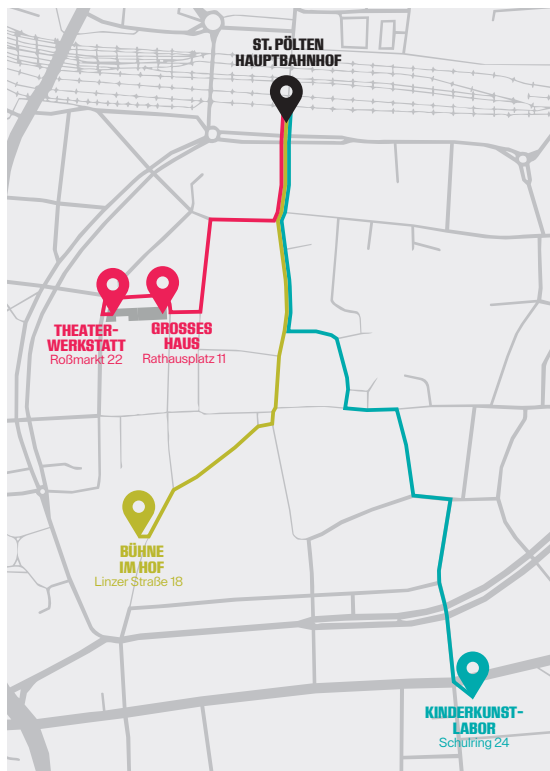 ST. PÖLTEN
HAUPTBAHNHOF
THEATER-
WERKSTATT
Roßmarkt 22
GROSSES
HAUS
Rathausplatz 11
BÜHNE
IM HOF
Linzer Straße 18
KINDERKUNST-
LABOR
Schulring 24